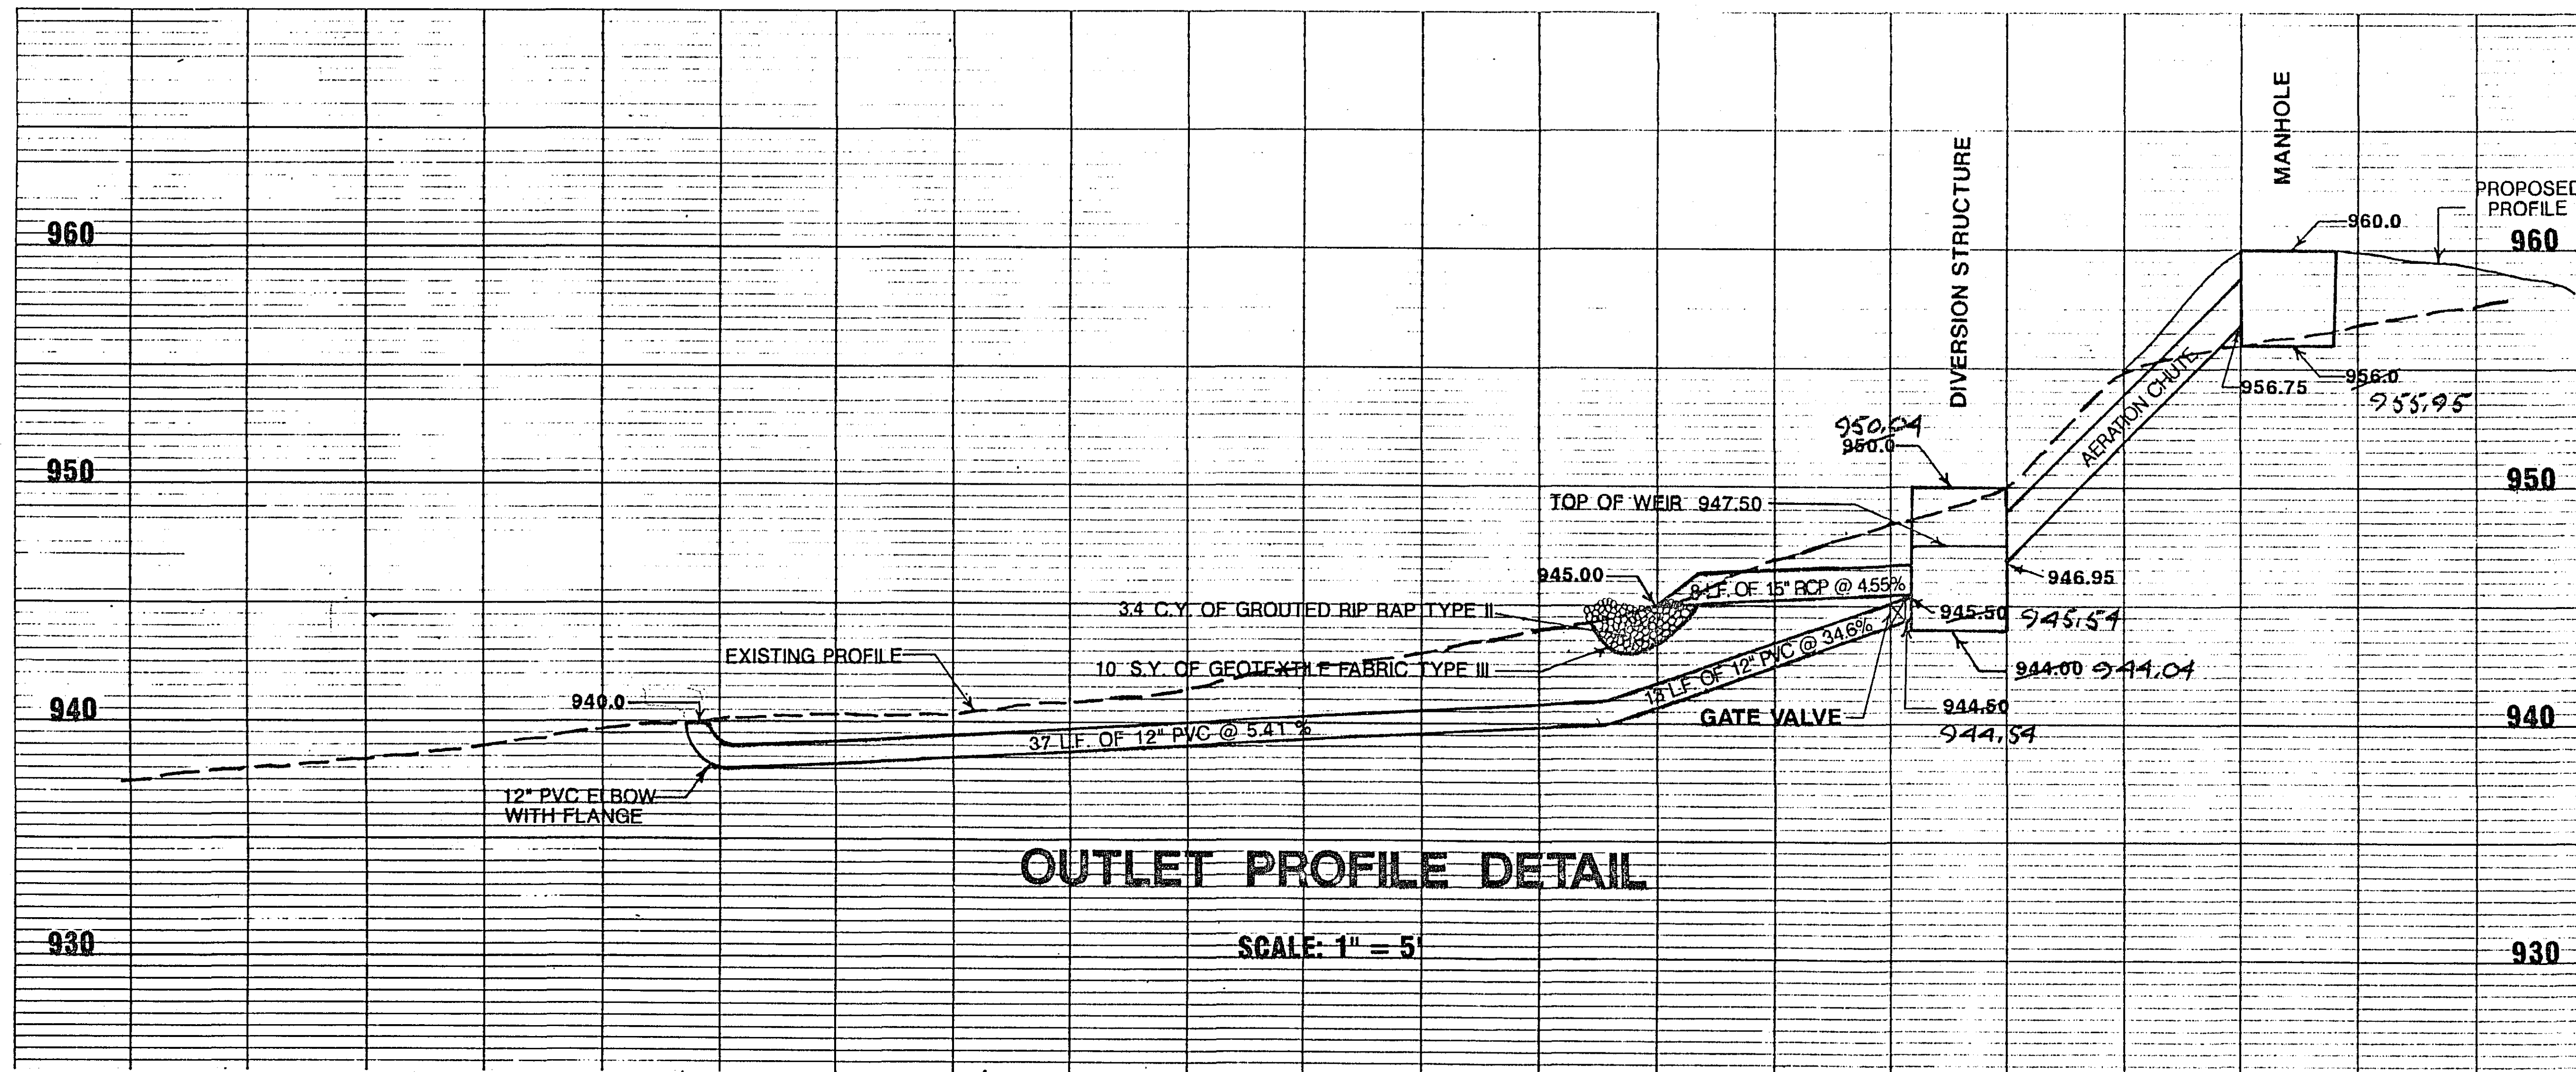 MANHOLE
DIVERSION STRUCTURE
PROPOSED
PROFILE
960.0
960
960
956.75
956.0
955.95
950.04
950.0
950
950
TOP OF WEIR 947.50
AERATION CHUTE
945.00
946.95
8 L.F. OF 15" RCP @ 4.55%
3.4 C.Y. OF GROUTED RIP RAP TYPE II
945.50 945.54
EXISTING PROFILE
10 S.Y. OF GEOTEXTILE FABRIC TYPE III
13 L.F. OF 12" PVC @ 34.6%
944.00 944.04
940.0
940
944.50
GATE VALVE
940
944.54
37 L.F. OF 12" PVC @ 5.41 %
12" PVC ELBOW
WITH FLANGE
OUTLET PROFILE DETAIL
930
SCALE: 1" = 5'
930